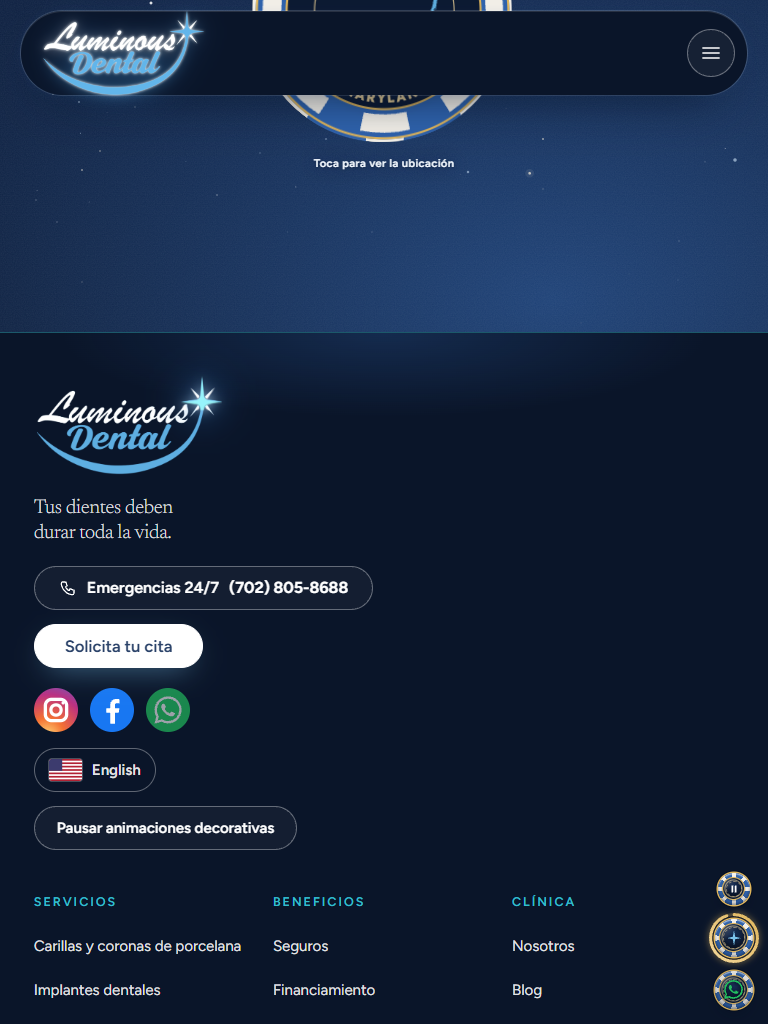 Luminous
Dental
Toca para ver la ubicación
Luminous
Dental
Tus dientes deben
durar toda la vida.
Emergencias 24/7 (702) 805-8688
Solicita tu cita
English
Pausar animaciones decorativas
SERVICIOS
BENEFICIOS
CLÍNICA
Carillas y coronas de porcelana
Seguros
Nosotros
Implantes dentales
Financiamiento
Blog